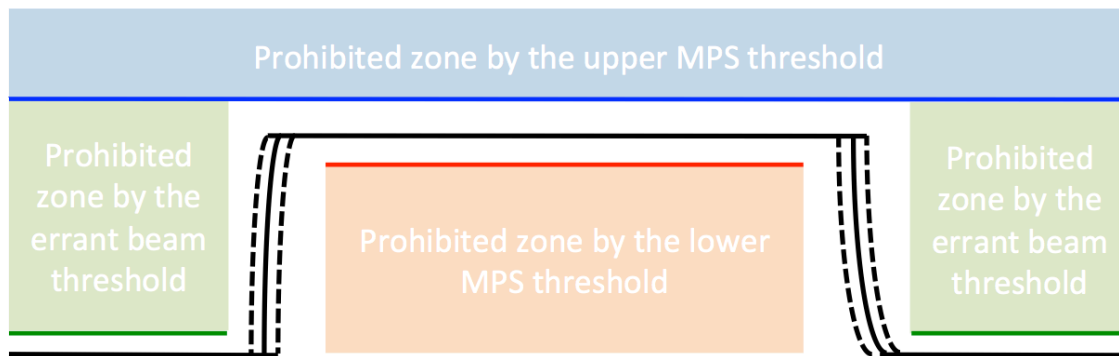 Prohibited zone by the upper MPS threshold
Prohibited
zone by the
errant beam
threshold
Prohibited zone by the lower
MPS threshold
Prohibited
zone by the
errant beam
threshold